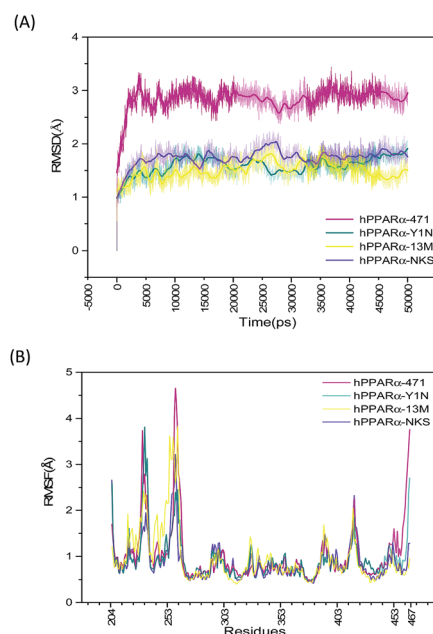 (A)
4
3
2
1
0
RMSD(Å)
hPPARα-471
hPPARα-Y1N
hPPARα-13M
hPPARα-NKS
-5000
0
5000
10000
15000
20000
25000
30000
35000
40000
45000
50000
Time(ps)
(B)
5
4
3
2
1
0
RMSF(Å)
hPPARα-471
hPPARα-Y1N
hPPARα-13M
hPPARα-NKS
204
253
303
353
403
453
467
Residues